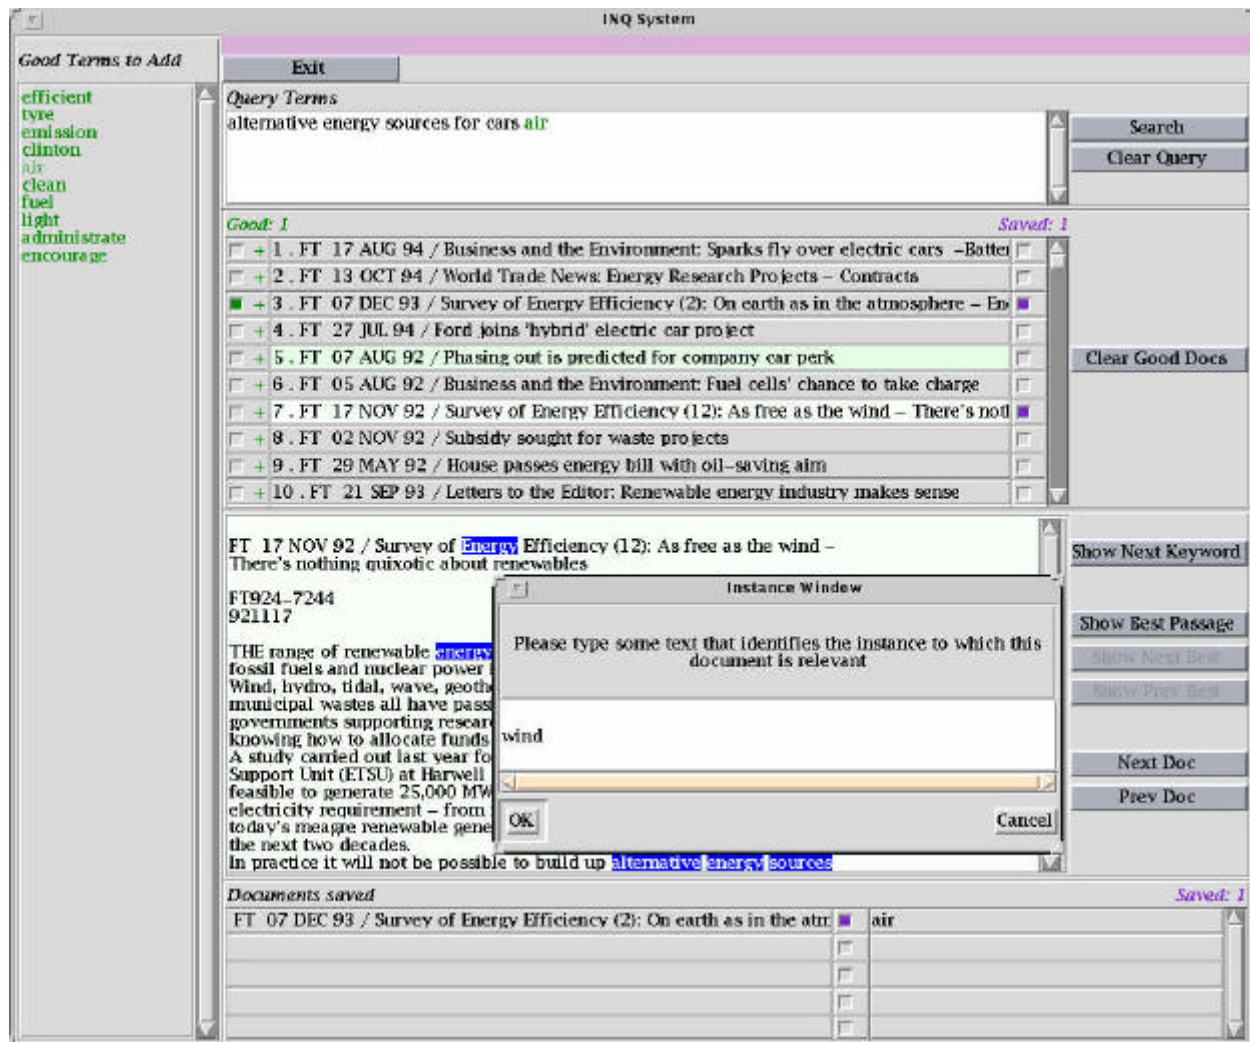 INQ System
Good Terms to Add
efficient
tyre
emission
clinton
air
clean
fuel
light
administrate
encourage
Exit
Query Terms
alternative energy sources for cars air
Search
Clear Query
Good: 1
Saved: 1
+ 1 . FT 17 AUG 94 / Business and the Environment: Sparks fly over electric cars -Batter
+ 2 . FT 13 OCT 94 / World Trade News: Energy Research Projects - Contracts
+ 3 . FT 07 DEC 93 / Survey of Energy Efficiency (2): On earth as in the atmosphere - En
+ 4 . FT 27 JUL 94 / Ford joins 'hybrid' electric car project
+ 5 . FT 07 AUG 92 / Phasing out is predicted for company car perk
+ 6 . FT 05 AUG 92 / Business and the Environment: Fuel cells' chance to take charge
+ 7 . FT 17 NOV 92 / Survey of Energy Efficiency (12): As free as the wind - There's not
+ 8 . FT 02 NOV 92 / Subsidy sought for waste projects
+ 9 . FT 29 MAY 92 / House passes energy bill with oil-saving aim
+ 10 . FT 21 SEP 93 / Letters to the Editor: Renewable energy industry makes sense
Clear Good Docs
FT 17 NOV 92 / Survey of Energy Efficiency (12): As free as the wind -
There's nothing quixotic about renewables
FT924-7244
921117
THE range of renewable energy
fossil fuels and nuclear power
Wind, hydro, tidal, wave, geoth
municipal wastes all have pass
governments supporting resear
knowing how to allocate funds
A study carried out last year fo
Support Unit (ETSU) at Harwell
feasible to generate 25,000 MW
electricity requirement - from
today's meagre renewable gene
the next two decades.
In practice it will not be possible to build up alternative energy sources
Instance Window
Please type some text that identifies the instance to which this
document is relevant
wind
OK
Cancel
Show Next Keyword
Show Best Passage
Show Next Best
Show Prev Best
Next Doc
Prev Doc
Documents saved
Saved: 1
FT 07 DEC 93 / Survey of Energy Efficiency (2): On earth as in the atm
air